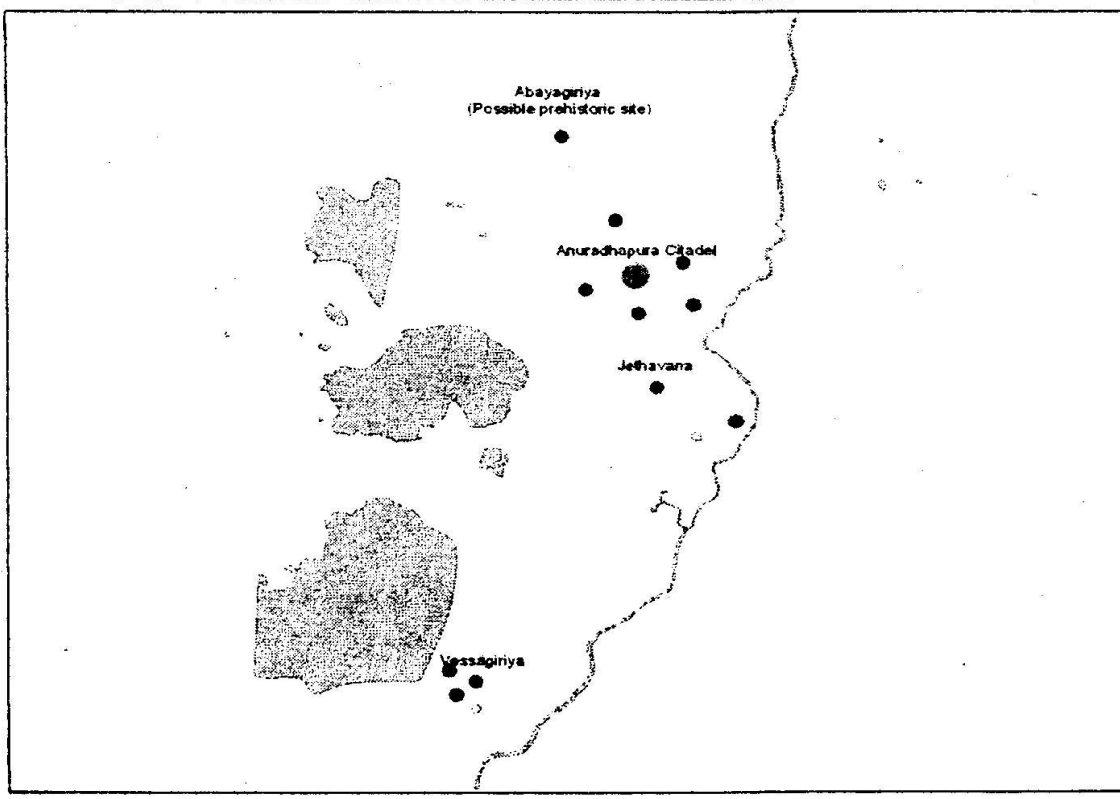 Abayagiriya
(Possible prehistoric site)
Anuradhapura Citadel
Jethavana
Vessagiriya